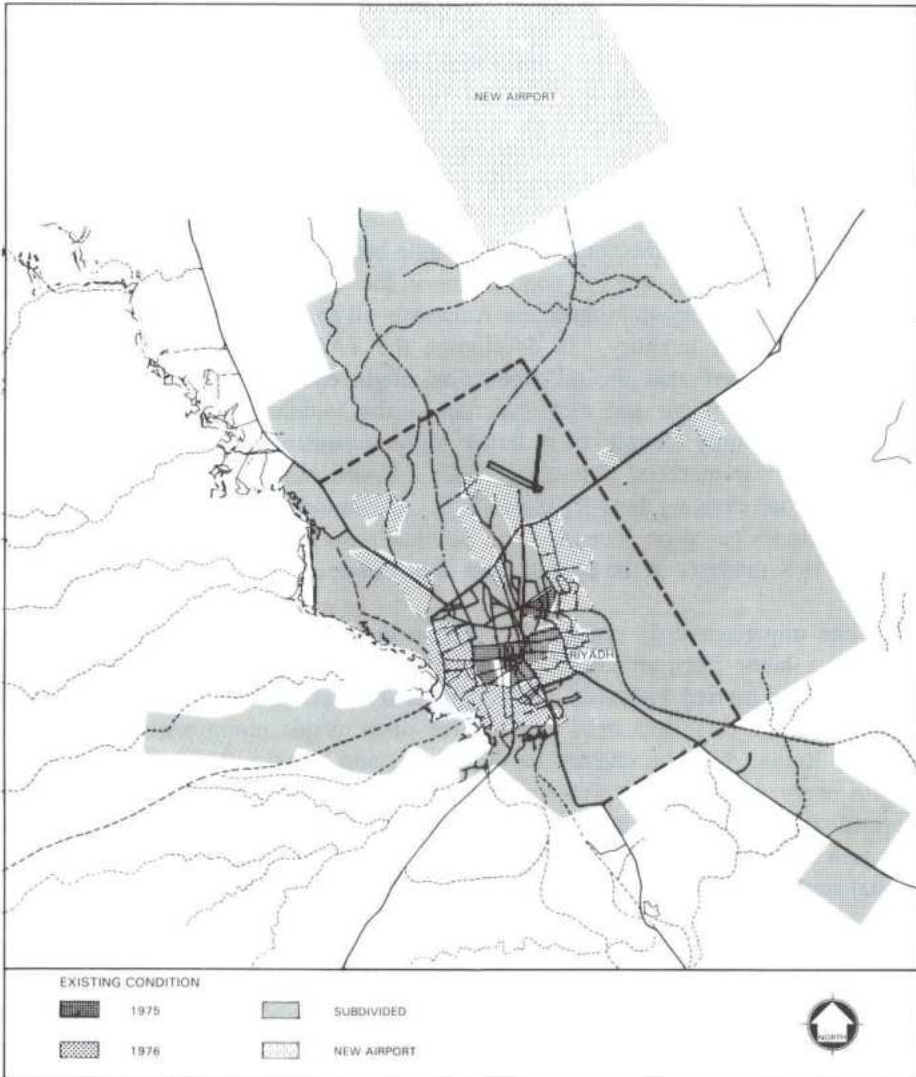 NEW AIRPORT
RIYADH
EXISTING CONDITION
1975
SUBDIVIDED
1976
NEW AIRPORT
NORTH